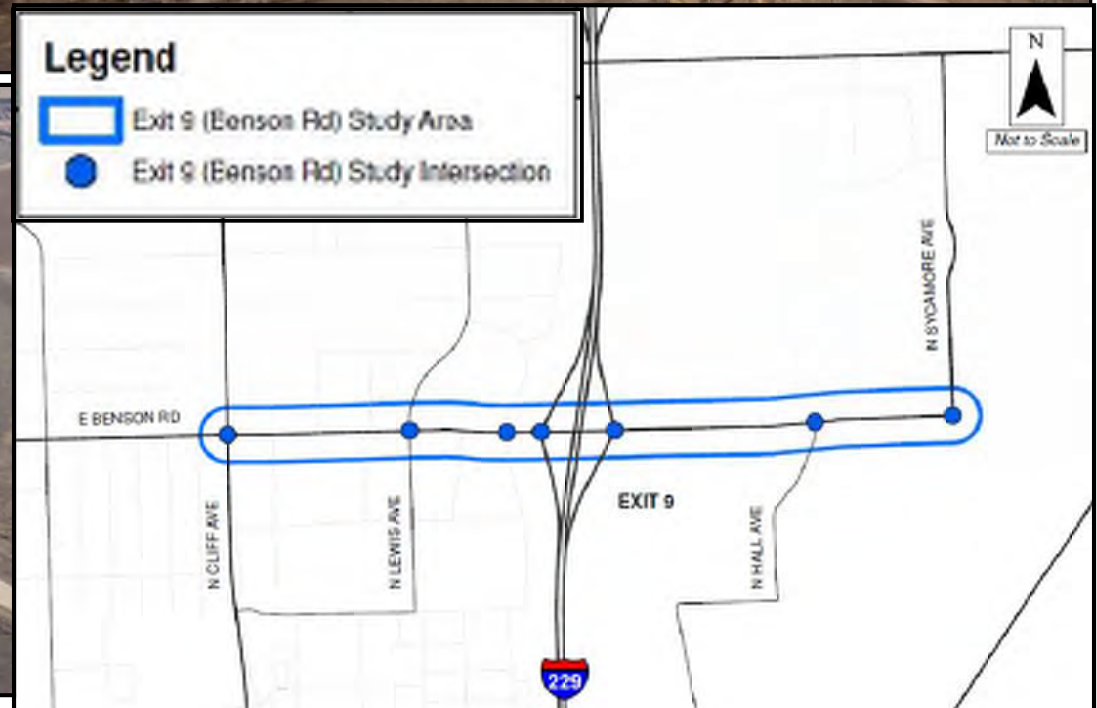 Legend
Exit 9 (Benson Rd) Study Area
Exit 9 (Benson Rd) Study Intersection
N
Not to Scale
N SYCAMORE AVE
E BENSON RD
EXIT 9
N CLIFF AVE
N LEWIS AVE
N HALL AVE
229